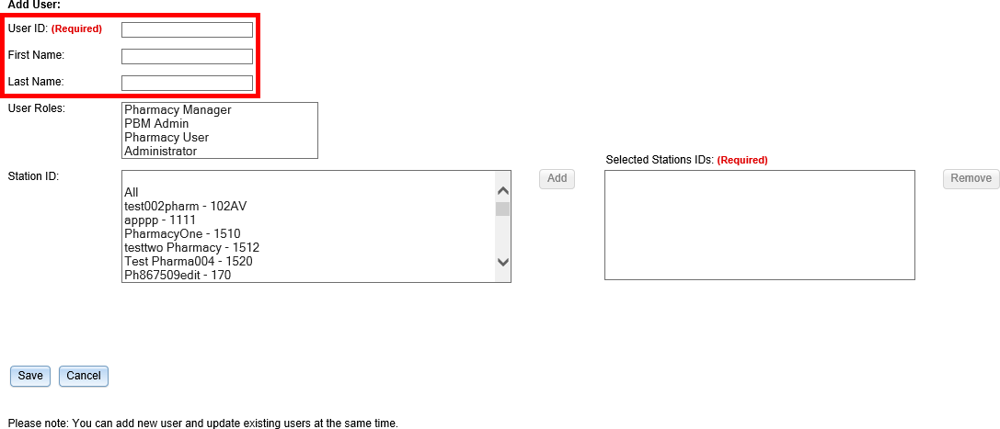 Add User:
User ID: (Required)
First Name:
Last Name:
User Roles:
Pharmacy Manager
PBM Admin
Pharmacy User
Administrator
Station ID:
All
test002pharm - 102AV
apppp - 1111
PharmacyOne - 1510
testtwo Pharmacy - 1512
Test Pharma004 - 1520
Ph867509edit - 170
Add
Selected Stations IDs: (Required)
Remove
Save Cancel
Please note: You can add new user and update existing users at the same time.